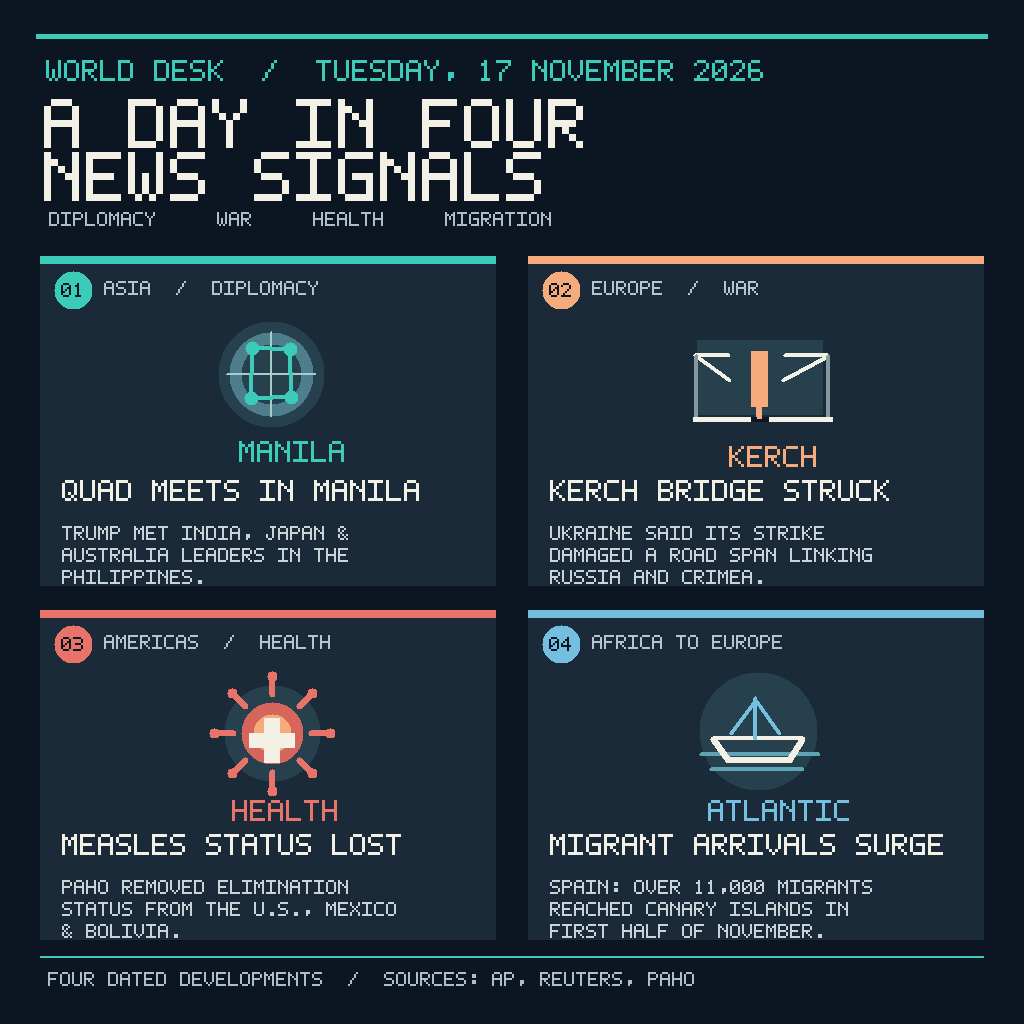 WORLD DESK / TUESDAY, 17 NOVEMBER 2026
A DAY IN FOUR
NEWS SIGNALS
DIPLOMACY WAR HEALTH MIGRATION
01 ASIA / DIPLOMACY
MANILA
QUAD MEETS IN MANILA
TRUMP MET INDIA, JAPAN &
AUSTRALIA LEADERS IN THE
PHILIPPINES.
02 EUROPE / WAR
KERCH
KERCH BRIDGE STRUCK
UKRAINE SAID ITS STRIKE
DAMAGED A ROAD SPAN LINKING
RUSSIA AND CRIMEA.
03 AMERICAS / HEALTH
HEALTH
MEASLES STATUS LOST
PAHO REMOVED ELIMINATION
STATUS FROM THE U.S., MEXICO
& BOLIVIA.
04 AFRICA TO EUROPE
ATLANTIC
MIGRANT ARRIVALS SURGE
SPAIN: OVER 11,000 MIGRANTS
REACHED CANARY ISLANDS IN
FIRST HALF OF NOVEMBER.
FOUR DATED DEVELOPMENTS / SOURCES: AP, REUTERS, PAHO